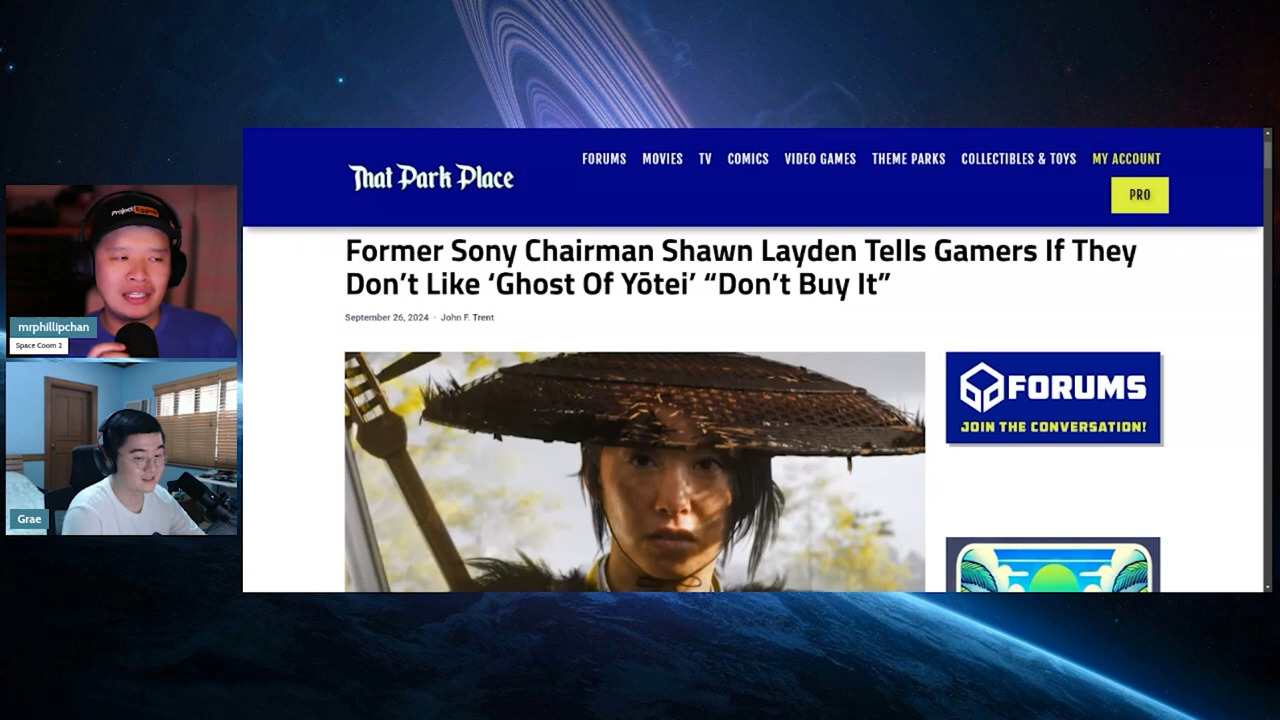 That Park Place
FORUMS MOVIES TV COMICS VIDEO GAMES THEME PARKS COLLECTIBLES & TOYS MY ACCOUNT
PRO
Former Sony Chairman Shawn Layden Tells Gamers If They
Don’t Like ‘Ghost Of Yōtei’ “Don’t Buy It”
September 26, 2024 · John F. Trent
FORUMS
JOIN THE CONVERSATION!
Project
mrphillipchan
Space Coom 2
Grae